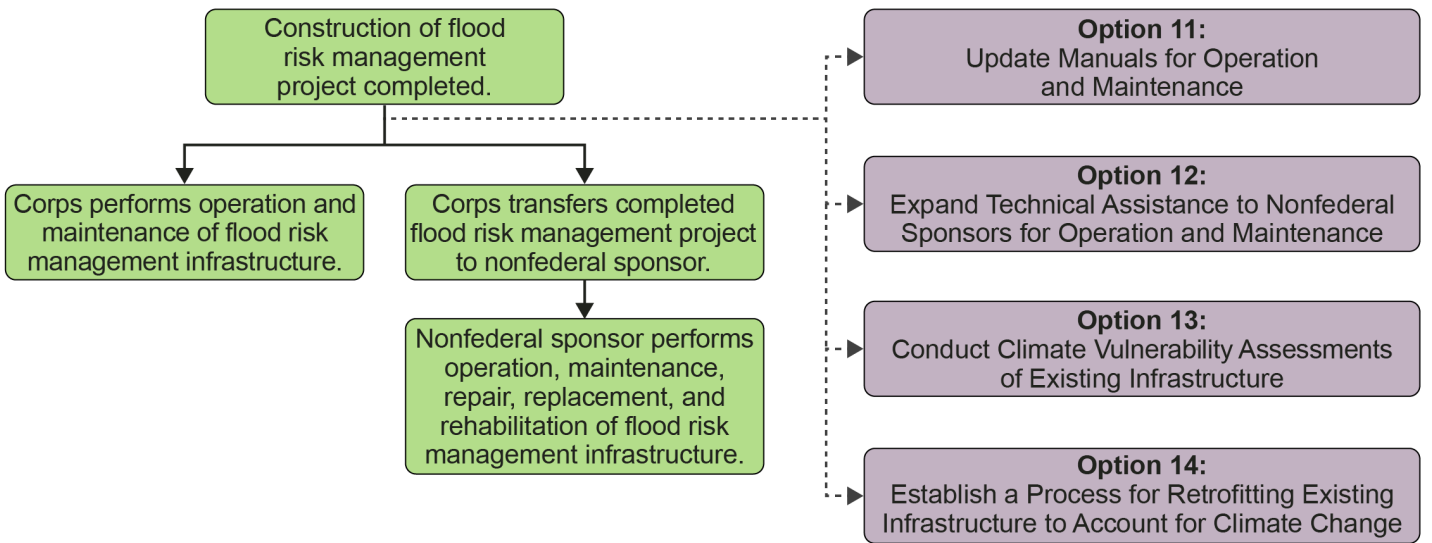 Construction of flood
risk management
project completed.
Corps performs operation and
maintenance of flood risk
management infrastructure.
Corps transfers completed
flood risk management project
to nonfederal sponsor.
Nonfederal sponsor performs
operation, maintenance,
repair, replacement, and
rehabilitation of flood risk
management infrastructure.
Option 11:
Update Manuals for Operation
and Maintenance
Option 12:
Expand Technical Assistance to Nonfederal
Sponsors for Operation and Maintenance
Option 13:
Conduct Climate Vulnerability Assessments
of Existing Infrastructure
Option 14:
Establish a Process for Retrofitting Existing
Infrastructure to Account for Climate Change